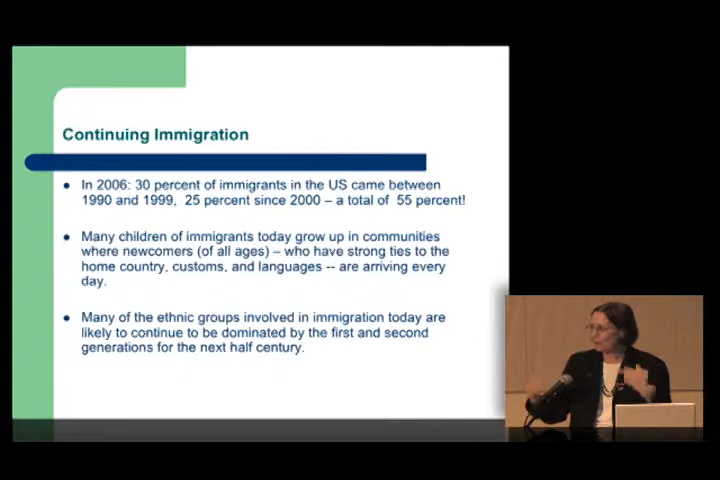 Continuing Immigration
● In 2006: 30 percent of immigrants in the US came between
1990 and 1999, 25 percent since 2000 – a total of 55 percent!
● Many children of immigrants today grow up in communities
where newcomers (of all ages) – who have strong ties to the
home country, customs, and languages -- are arriving every
day.
● Many of the ethnic groups involved in immigration today are
likely to continue to be dominated by the first and second
generations for the next half century.